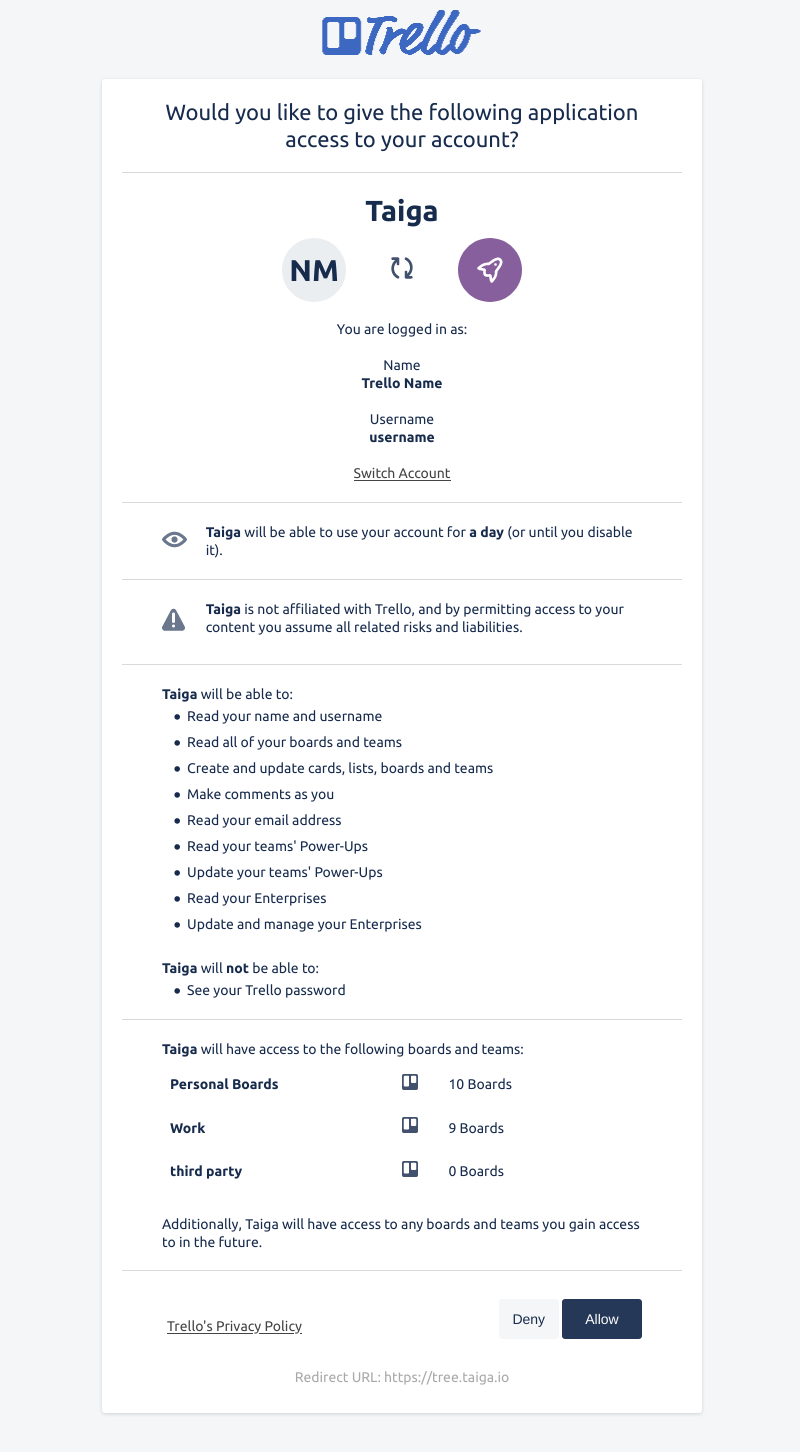 Trello
Would you like to give the following application
access to your account?
Taiga
NM
You are logged in as:
Name
Trello Name
Username
username
Switch Account
Taiga will be able to use your account for a day (or until you disable
it).
Taiga is not affiliated with Trello, and by permitting access to your
content you assume all related risks and liabilities.
Taiga will be able to:
• Read your name and username
• Read all of your boards and teams
• Create and update cards, lists, boards and teams
• Make comments as you
• Read your email address
• Read your teams' Power-Ups
• Update your teams' Power-Ups
• Read your Enterprises
• Update and manage your Enterprises
Taiga will not be able to:
• See your Trello password
Taiga will have access to the following boards and teams:
Personal Boards 10 Boards
Work 9 Boards
third party 0 Boards
Additionally, Taiga will have access to any boards and teams you gain access
to in the future.
Trello's Privacy Policy Deny Allow
Redirect URL: https://tree.taiga.io